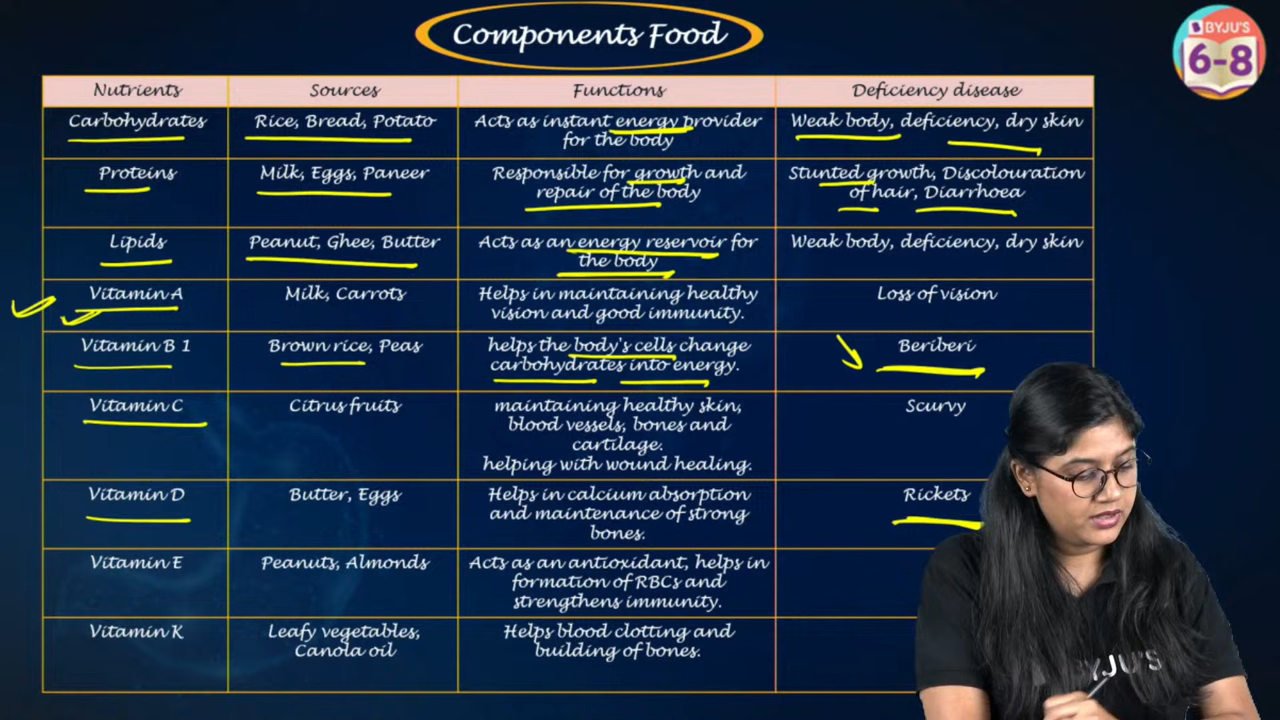 Components Food
BYJU'S
6-8
Nutrients
Sources
Functions
Deficiency disease
Carbohydrates
Rice, Bread, Potato
Acts as instant energy provider
for the body
Weak body, deficiency, dry skin
Proteins
Milk, Eggs, Paneer
Responsible for growth and
repair of the body
Stunted growth, Discolouration
of hair, Diarrhoea
Lipids
Peanut, Ghee, Butter
Acts as an energy reservoir for
the body
Weak body, deficiency, dry skin
Vitamin A
Milk, Carrots
Helps in maintaining healthy
vision and good immunity.
Loss of vision
Vitamin B 1
Brown rice, Peas
helps the body's cells change
carbohydrates into energy.
Beriberi
Vitamin C
Citrus fruits
maintaining healthy skin,
blood vessels, bones and
cartilage.
helping with wound healing.
Scurvy
Vitamin D
Butter, Eggs
Helps in calcium absorption
and maintenance of strong
bones.
Rickets
Vitamin E
Peanuts, Almonds
Acts as an antioxidant, helps in
formation of RBCs and
strengthens immunity.
Vitamin K
Leafy vegetables,
Canola oil
Helps blood clotting and
building of bones.
BYJU'S